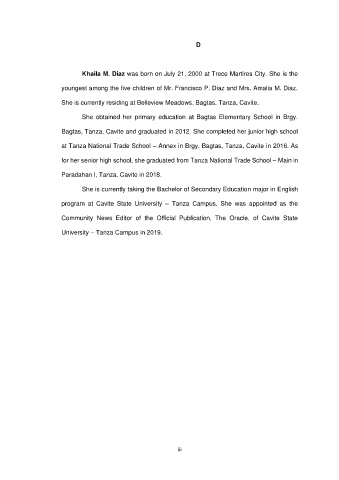 D
Khaila M. Diaz was born on July 21, 2000 at Trece Martires City. She is the
youngest among the five children of Mr. Francisco P. Diaz and Mrs. Amalia M. Diaz.
She is currently residing at Belleview Meadows, Bagtas, Tanza, Cavite.
She obtained her primary education at Bagtas Elementary School in Brgy.
Bagtas, Tanza, Cavite and graduated in 2012. She completed her junior high school
at Tanza National Trade School – Annex in Brgy. Bagtas, Tanza, Cavite in 2016. As
for her senior high school, she graduated from Tanza National Trade School – Main in
Paradahan I, Tanza, Cavite in 2018.
She is currently taking the Bachelor of Secondary Education major in English
program at Cavite State University – Tanza Campus. She was appointed as the
Community News Editor of the Official Publication, The Oracle, of Cavite State
University – Tanza Campus in 2019.
iii